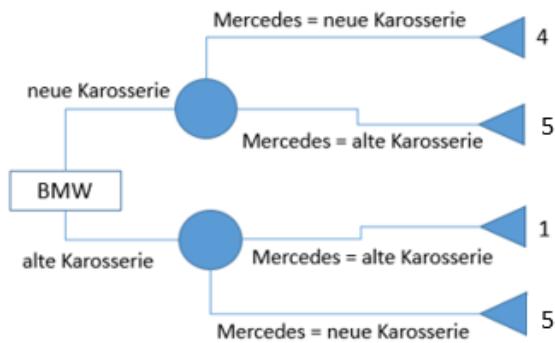 Mercedes = neue Karosserie
4
neue Karosserie
5
Mercedes = alte Karosserie
BMW
1
alte Karosserie
Mercedes = alte Karosserie
5
Mercedes = neue Karosserie